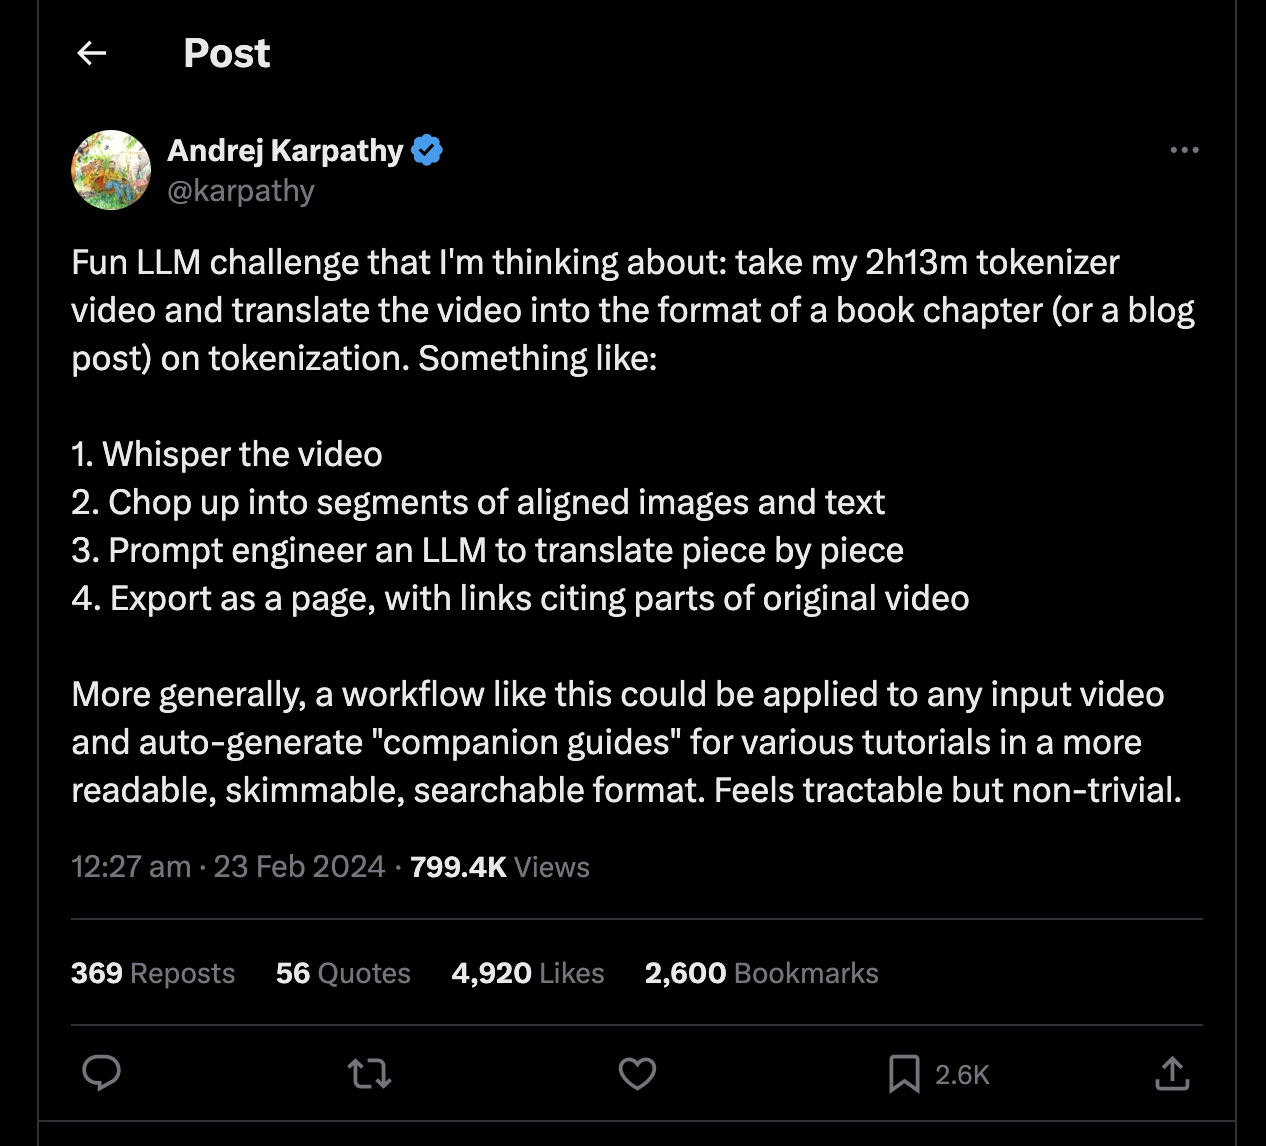 Post
Andrej Karpathy
@karpathy
Fun LLM challenge that I'm thinking about: take my 2h13m tokenizer
video and translate the video into the format of a book chapter (or a blog
post) on tokenization. Something like:
1. Whisper the video
2. Chop up into segments of aligned images and text
3. Prompt engineer an LLM to translate piece by piece
4. Export as a page, with links citing parts of original video
More generally, a workflow like this could be applied to any input video
and auto-generate "companion guides" for various tutorials in a more
readable, skimmable, searchable format. Feels tractable but non-trivial.
12:27 am · 23 Feb 2024 · 799.4K Views
369 Reposts 56 Quotes 4,920 Likes 2,600 Bookmarks
2.6K